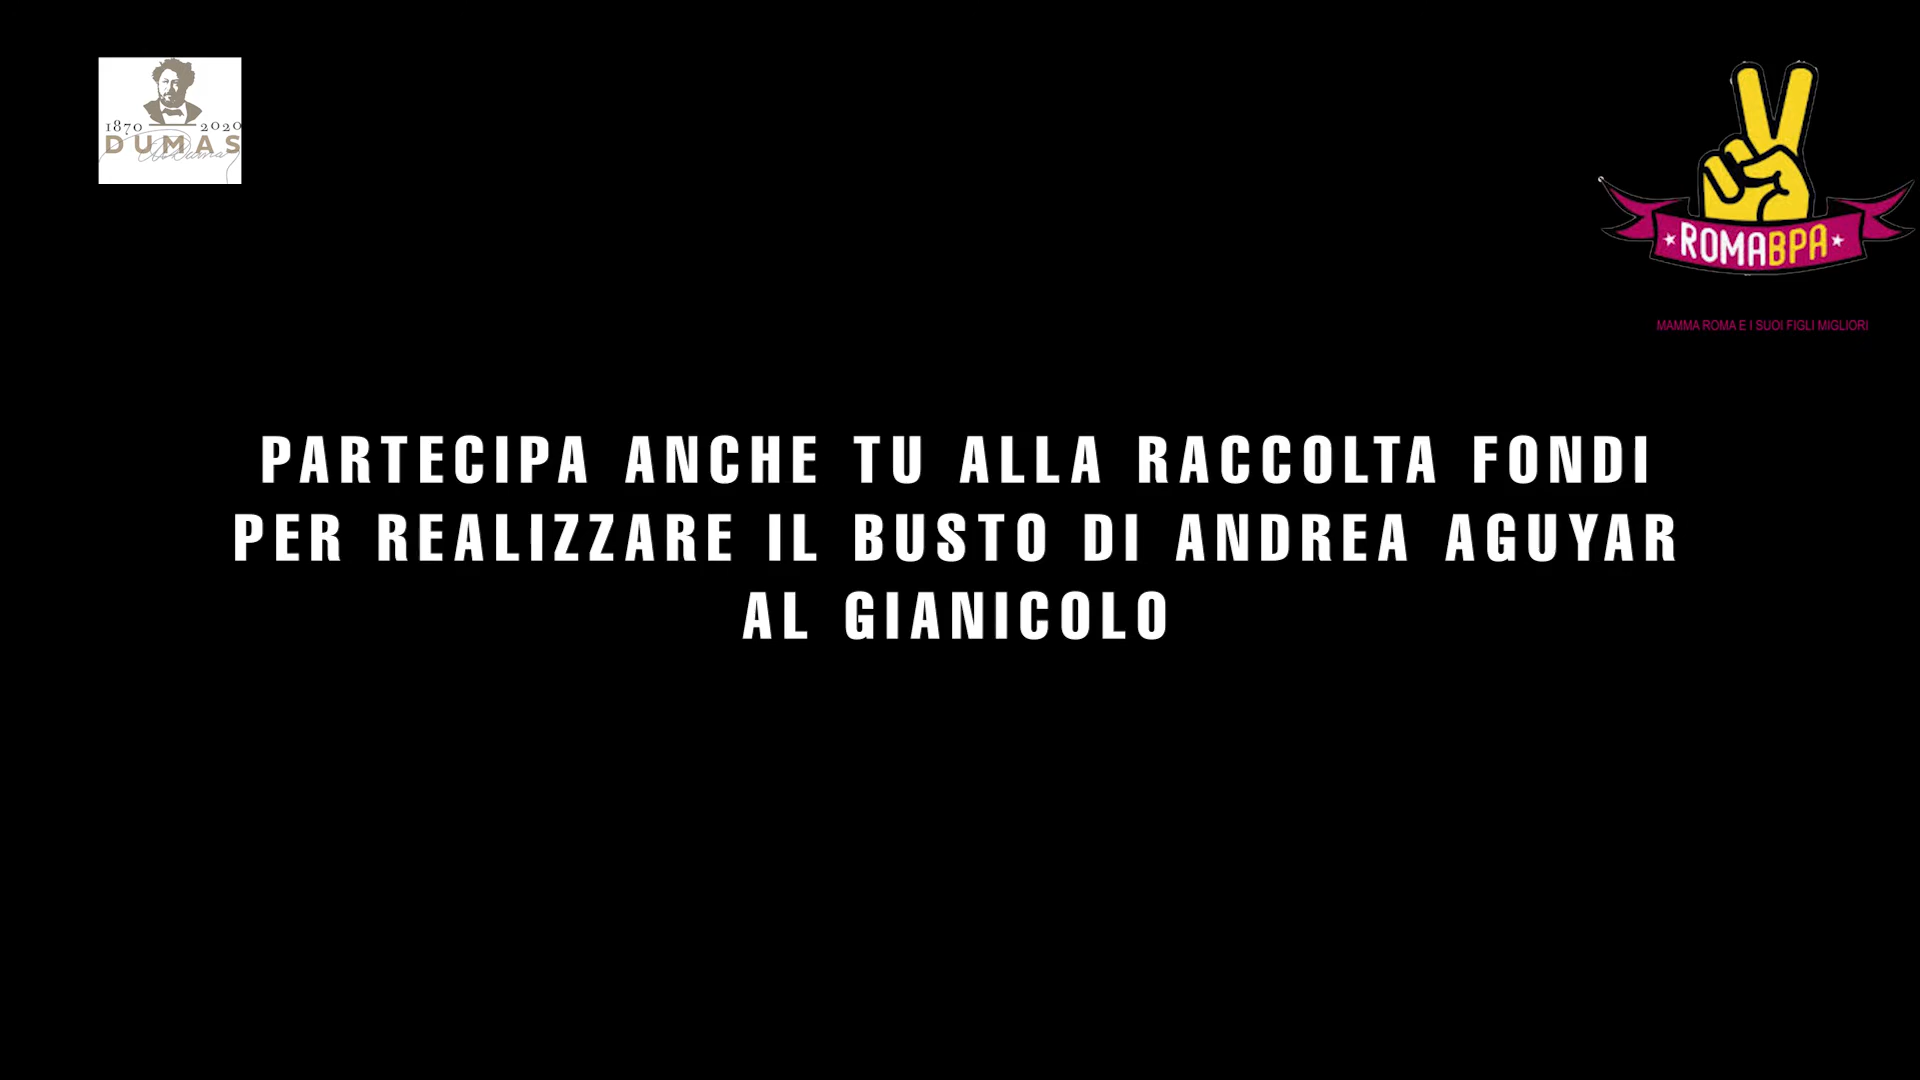 1870 2020
DUMAS
ROMABPA
MAMMA ROMA E I SUOI FIGLI MIGLIORI
PARTECIPA ANCHE TU ALLA RACCOLTA FONDI
PER REALIZZARE IL BUSTO DI ANDREA AGUYAR
AL GIANICOLO